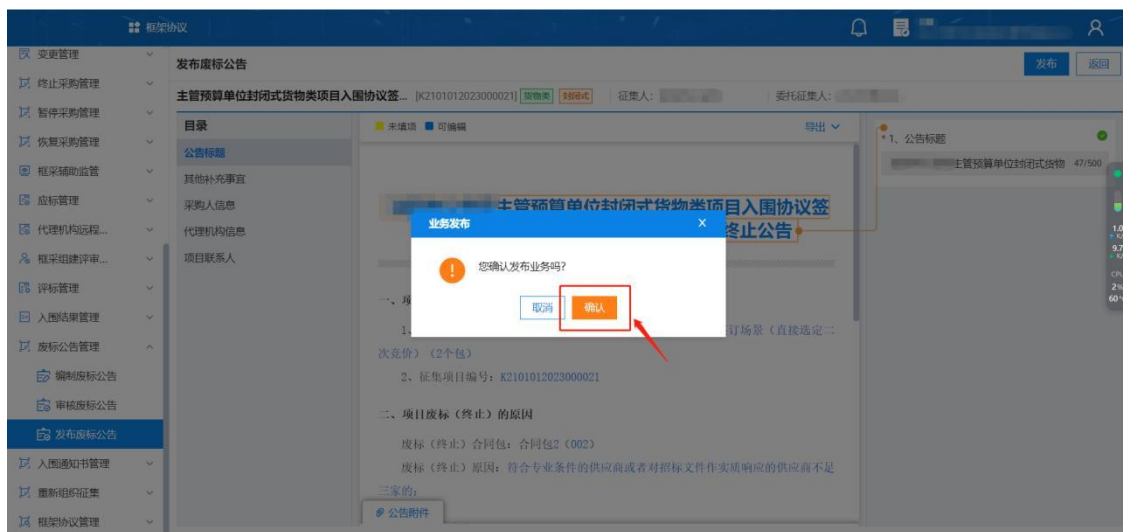 框架协议
变更管理
终止采购管理
暂停采购管理
恢复采购管理
框采辅助监管
应标管理
代理机构远程...
框采组建评审...
评标管理
入围结果管理
废标公告管理
编制废标公告
审核废标公告
发布废标公告
入围通知书管理
重新组织征集
框架协议管理
发布废标公告
发布
返回
主管预算单位封闭式货物类项目入围协议签... [K2101012023000021] 货物类 封闭式 征集人： 委托征集人：
目录
公告标题
其他补充事宜
采购人信息
代理机构信息
项目联系人
未填项 可编辑 导出
主管预算单位封闭式货物类项目入围协议签
终止公告
业务发布 X
您确认发布业务吗?
取消 确认
一、项
1、
订场景（直接选定二
次竞价）（2个包）
2、征集项目编号：K2101012023000021
二、项目废标（终止）的原因
废标（终止）合同包：合同包2（002）
废标（终止）原因：符合专业条件的供应商或者对招标文件作实质响应的供应商不足
三家的；
公告附件
* 1、公告标题
主管预算单位封闭式货物 47/500
1.0
9.7
CPU
2%
60